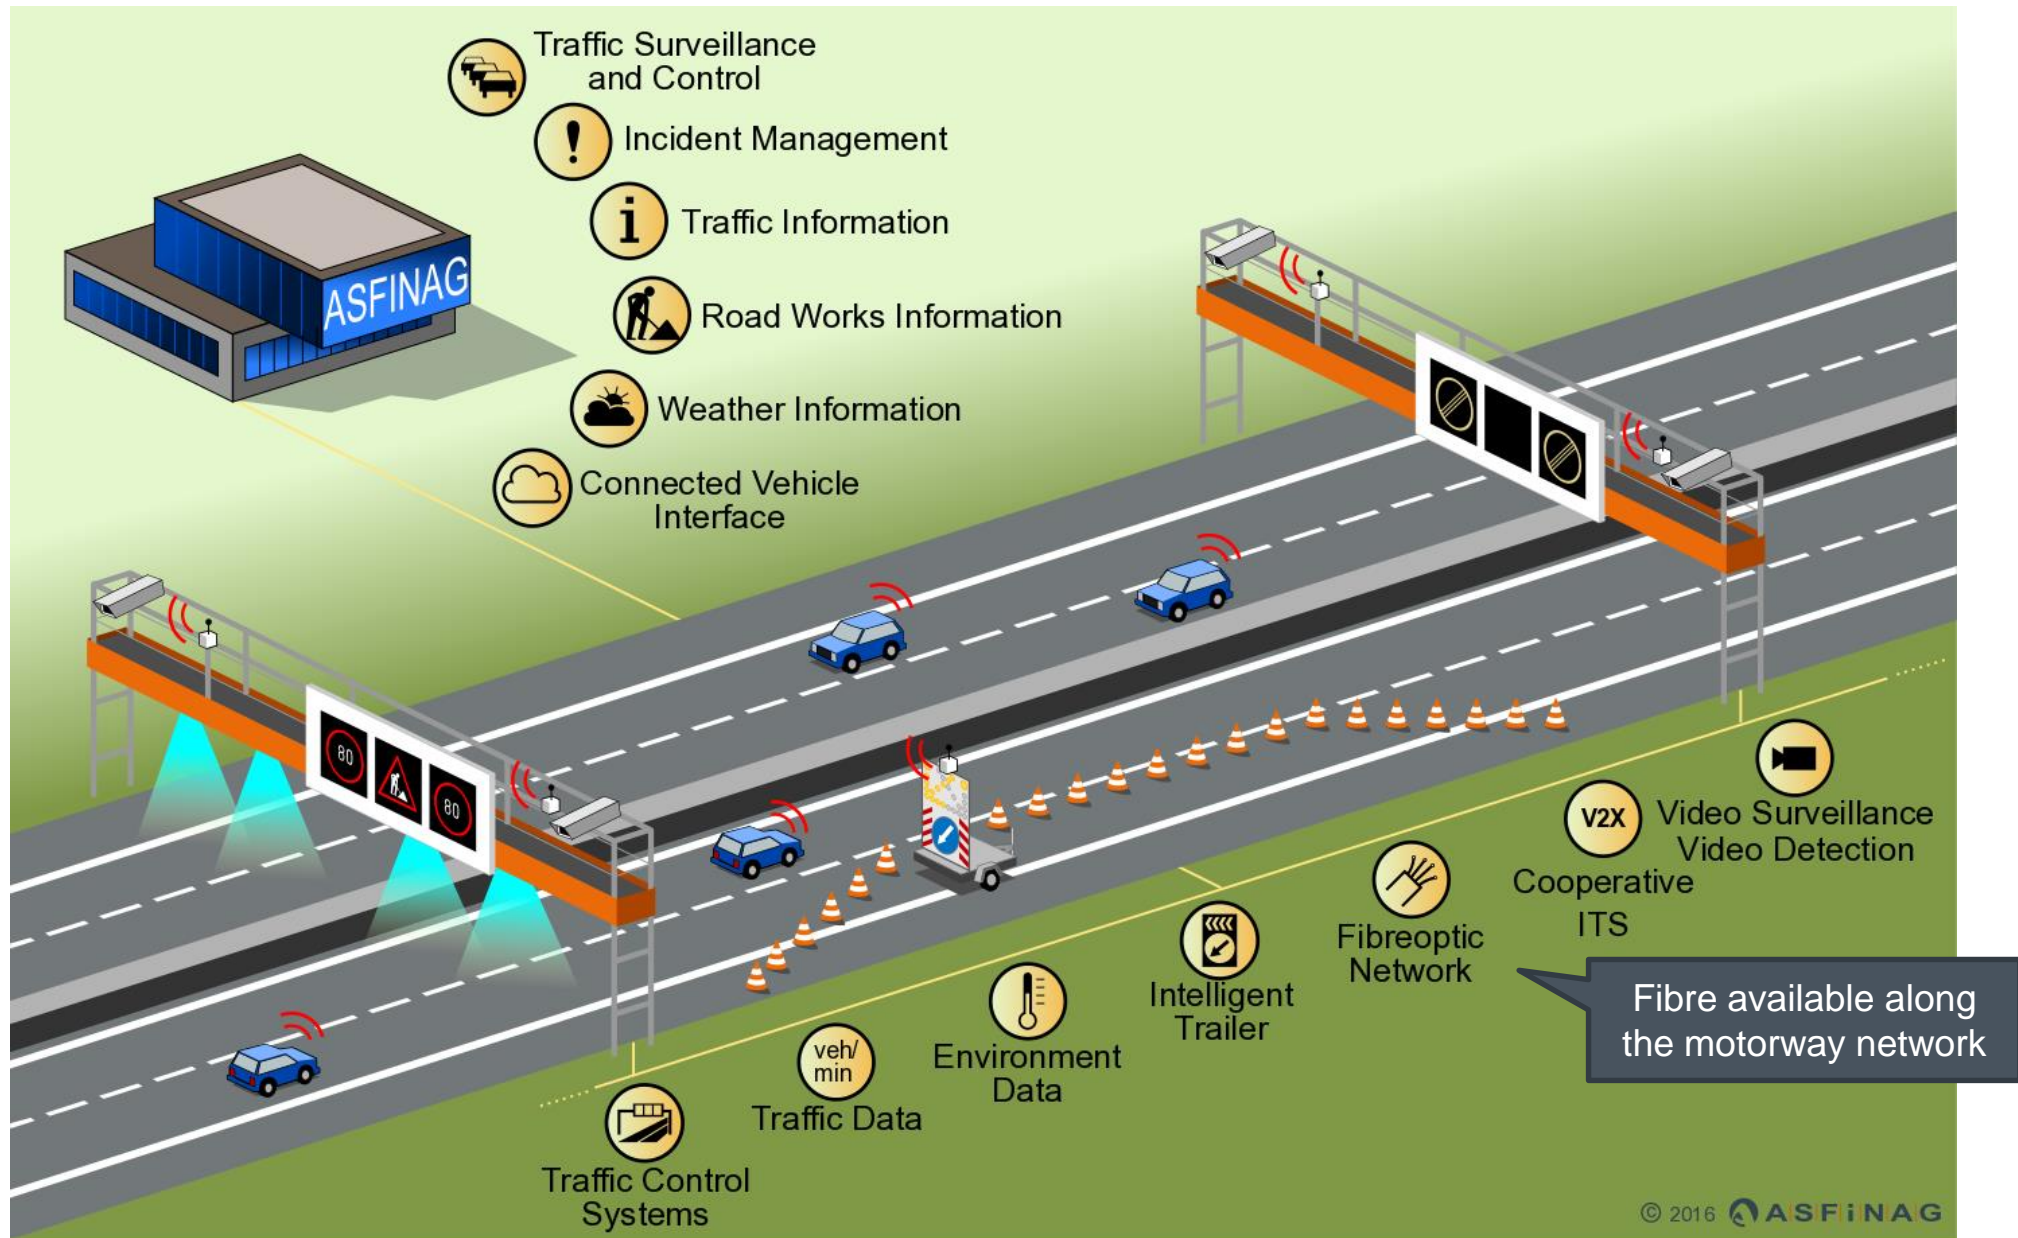 Traffic Surveillance
and Control
Incident Management
i
Traffic Information
ASFINAG
Road Works Information
Weather Information
Connected Vehicle
Interface
80
80
V2X
Video Surveillance
Video Detection
Cooperative
ITS
Fibreoptic
Network
Fibre available along
the motorway network
Intelligent
Trailer
Environment
Data
veh/
min
Traffic Data
Traffic Control
Systems
© 2016 ASFiNAG